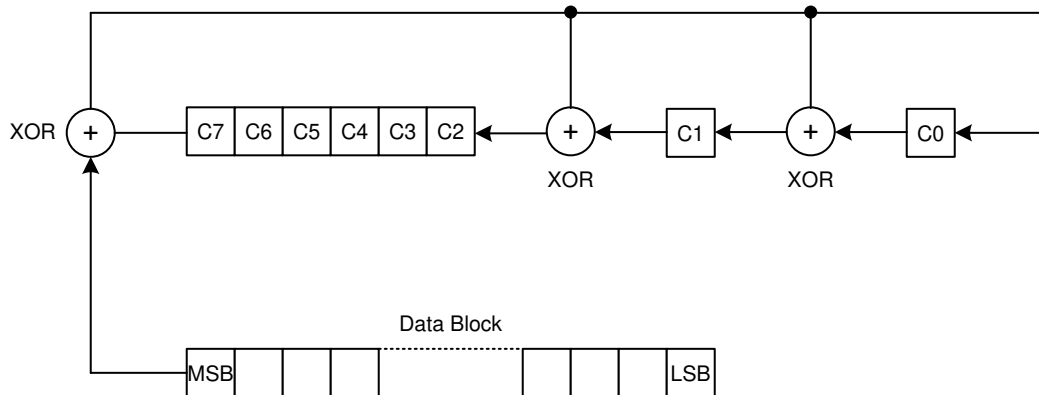 XOR + C7 C6 C5 C4 C3 C2 + C1 + C0
XOR XOR
Data Block
MSB LSB